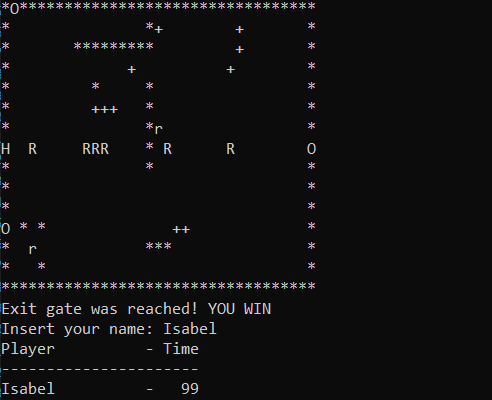 *O*********************************
*               *+        +       *
*       *********         +       *
*             +          +        *
*         *     *                 *
*         +++   *                 *
*               *r                *
H  R     RRR    * R      R        O
*               *                 *
*                                 *
*                                 *
O * *              ++             *
*  r            ***               *
*   *                             *
***********************************
Exit gate was reached! YOU WIN
Insert your name: Isabel
Player          - Time
----------------------
Isabel          -   99